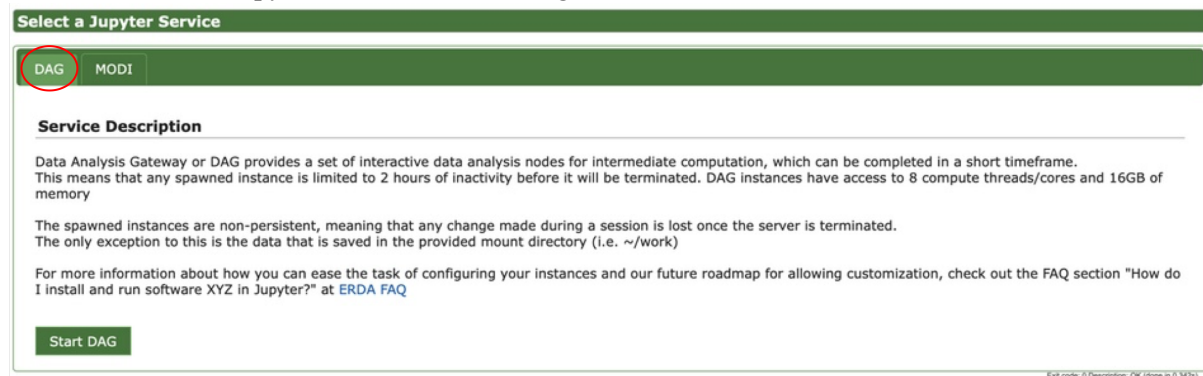 Select a Jupyter Service
DAG MODI
Service Description
Data Analysis Gateway or DAG provides a set of interactive data analysis nodes for intermediate computation, which can be completed in a short timeframe.
This means that any spawned instance is limited to 2 hours of inactivity before it will be terminated. DAG instances have access to 8 compute threads/cores and 16GB of
memory
The spawned instances are non-persistent, meaning that any change made during a session is lost once the server is terminated.
The only exception to this is the data that is saved in the provided mount directory (i.e. ~/work)
For more information about how you can ease the task of configuring your instances and our future roadmap for allowing customization, check out the FAQ section "How do
I install and run software XYZ in Jupyter?" at ERDA FAQ
Start DAG